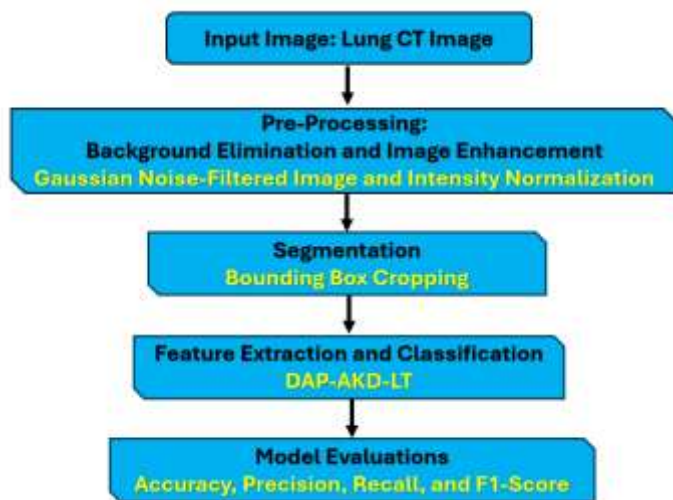 Input Image: Lung CT Image
Pre-Processing:
Background Elimination and Image Enhancement
Gaussian Noise-Filtered Image and Intensity Normalization
Segmentation
Bounding Box Cropping
Feature Extraction and Classification
DAP-AKD-LT
Model Evaluations
Accuracy, Precision, Recall, and F1-Score